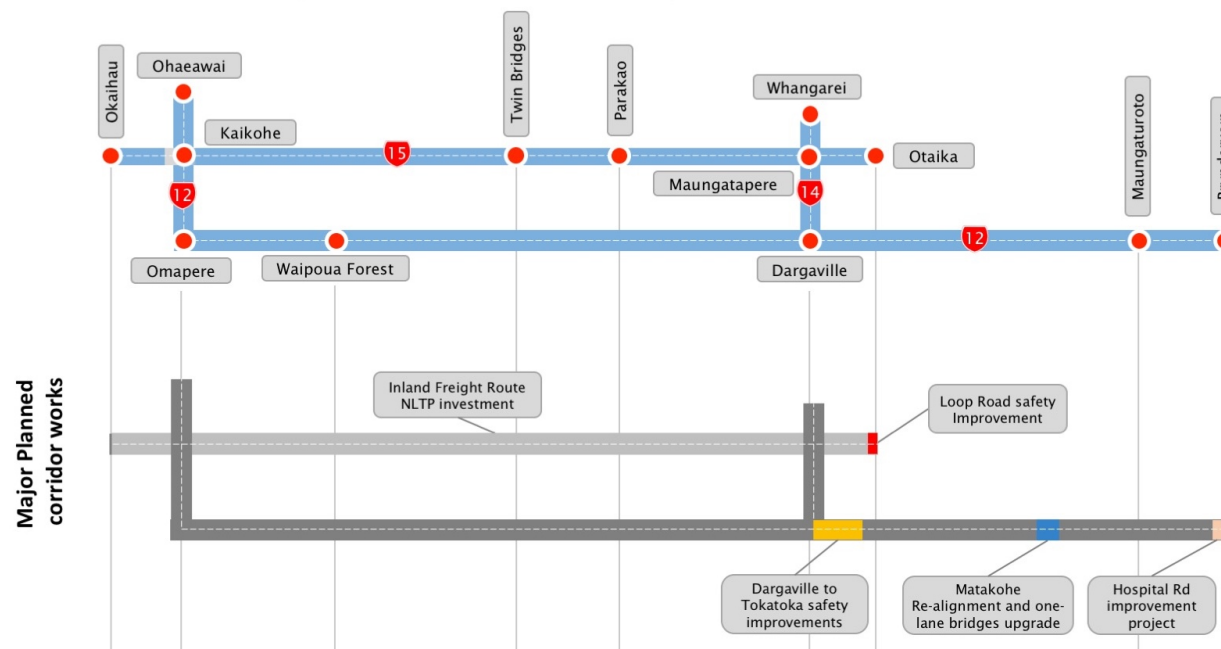 Okaihau
Ohaeawai
Kaikohe
15
12
Twin Bridges
Parakao
Whangarei
Maungatapere
14
Otaika
Maungaturoto
12
Omapere
Waipoua Forest
Dargaville
Major Planned
corridor works
Inland Freight Route
NLTP investment
Loop Road safety
Improvement
Dargaville to
Tokatoka safety
improvements
Matakohe
Re-alignment and one-
lane bridges upgrade
Hospital Rd
improvement
project